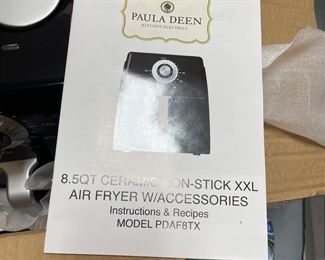 PAULA DEEN
KITCHEN ELECTRICS
8.5QT CERAMIC NON-STICK XXL
AIR FRYER W/ACCESSORIES
Instructions & Recipes
MODEL PDAF8TX